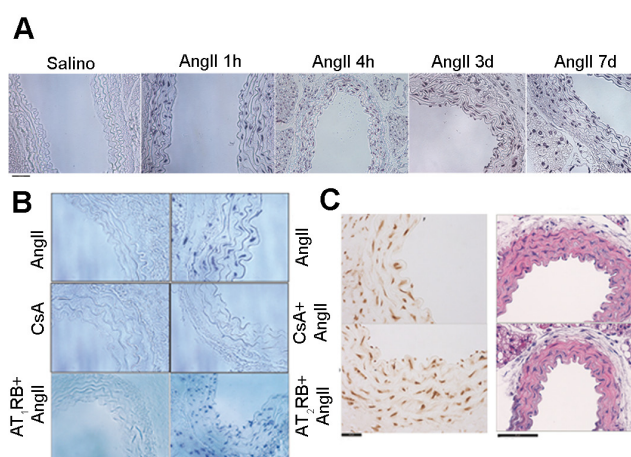 A
Salino AngII 1h AngII 4h AngII 3d AngII 7d
B
AngII
AngII
CsA
CsA+
AngII
AT1RB+
AngII
AT2RB+
AngII
C